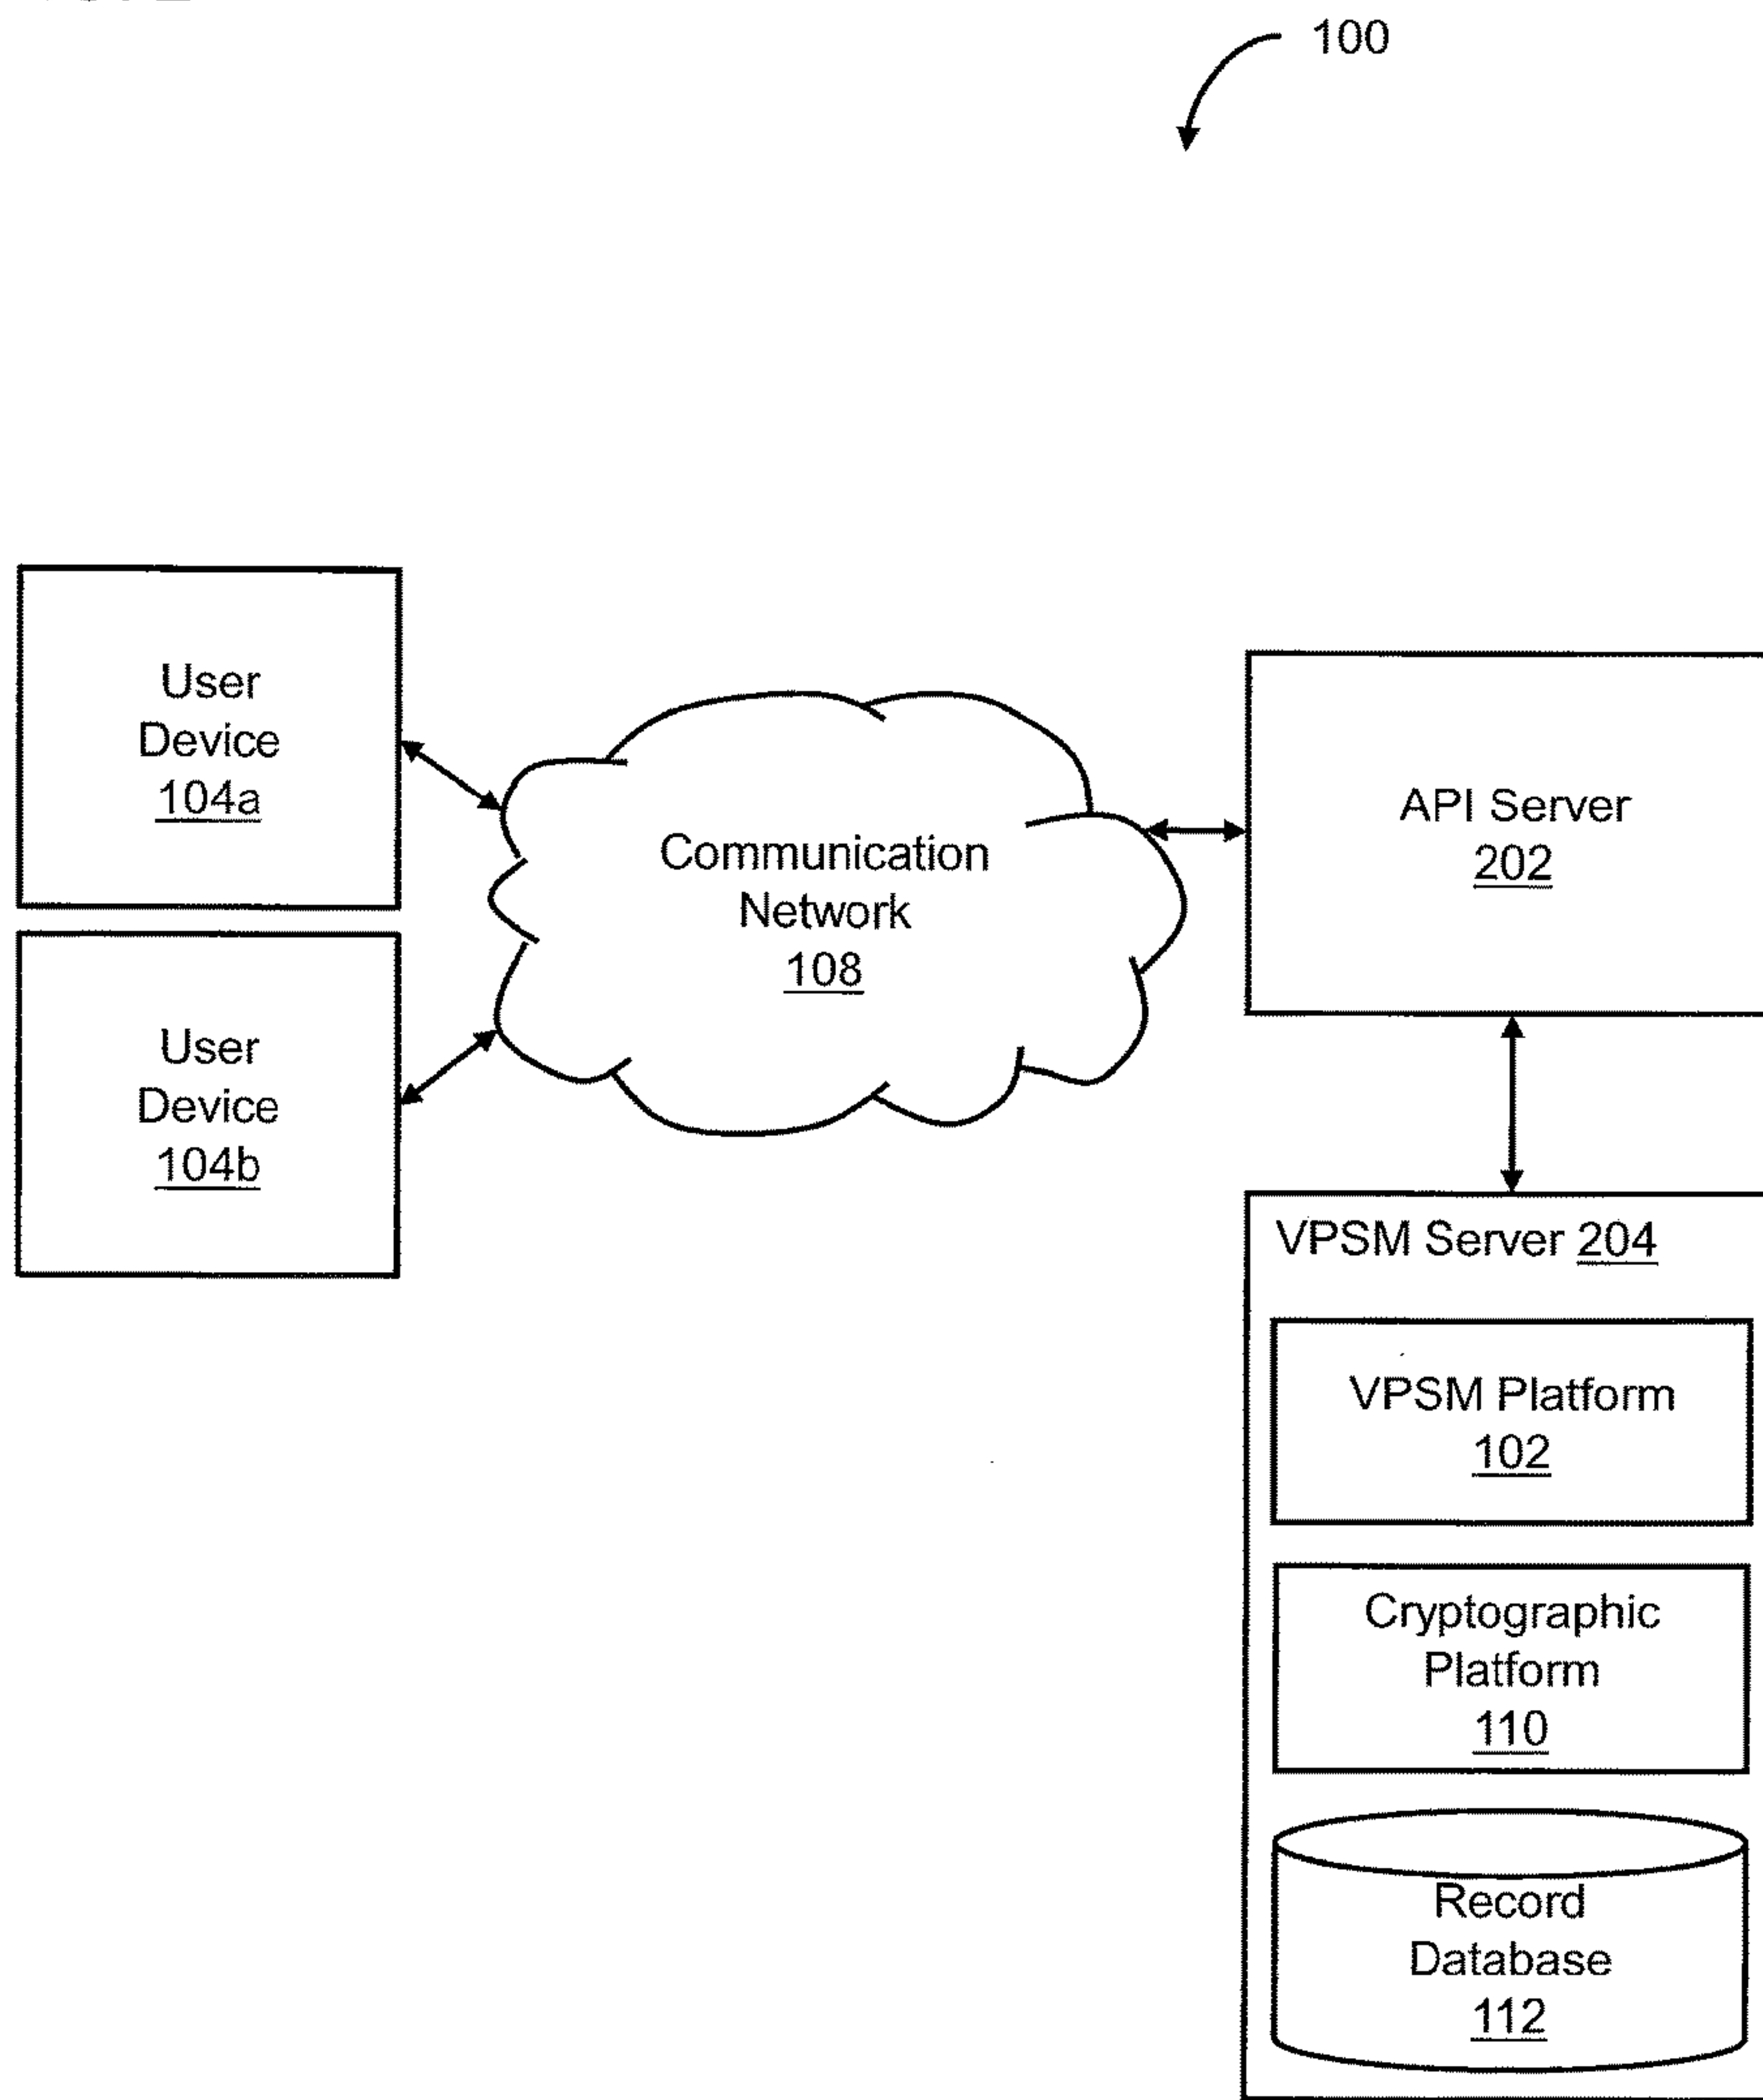 100
User
Device
104a
User
Device
104b
Communication
Network
108
API Server
202
VPSM Server 204
VPSM Platform
102
Cryptographic
Platform
110
Record
Database
112